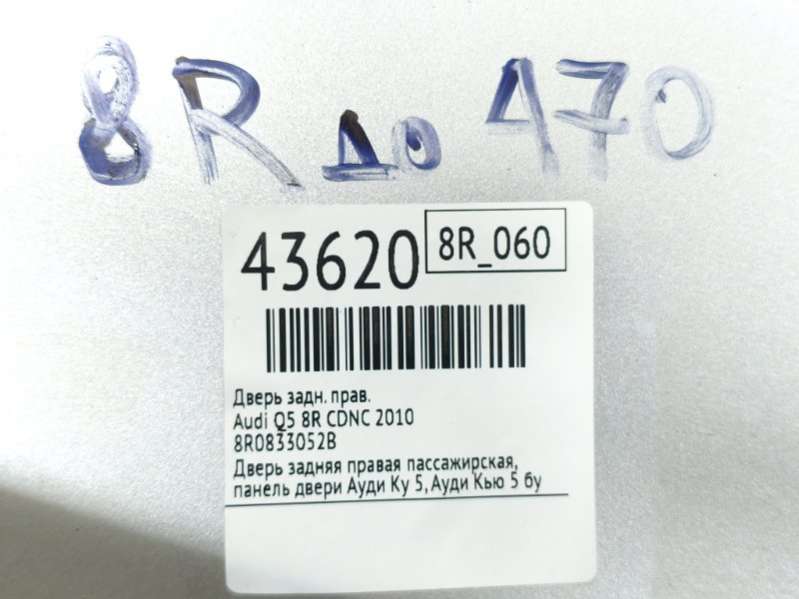 8R до 470
43620
8R_060
Дверь задн. прав.
Audi Q5 8R CDNC 2010
8R0833052B
Дверь задняя правая пассажирская,
панель двери Ауди Ку 5, Ауди Кью 5 бу